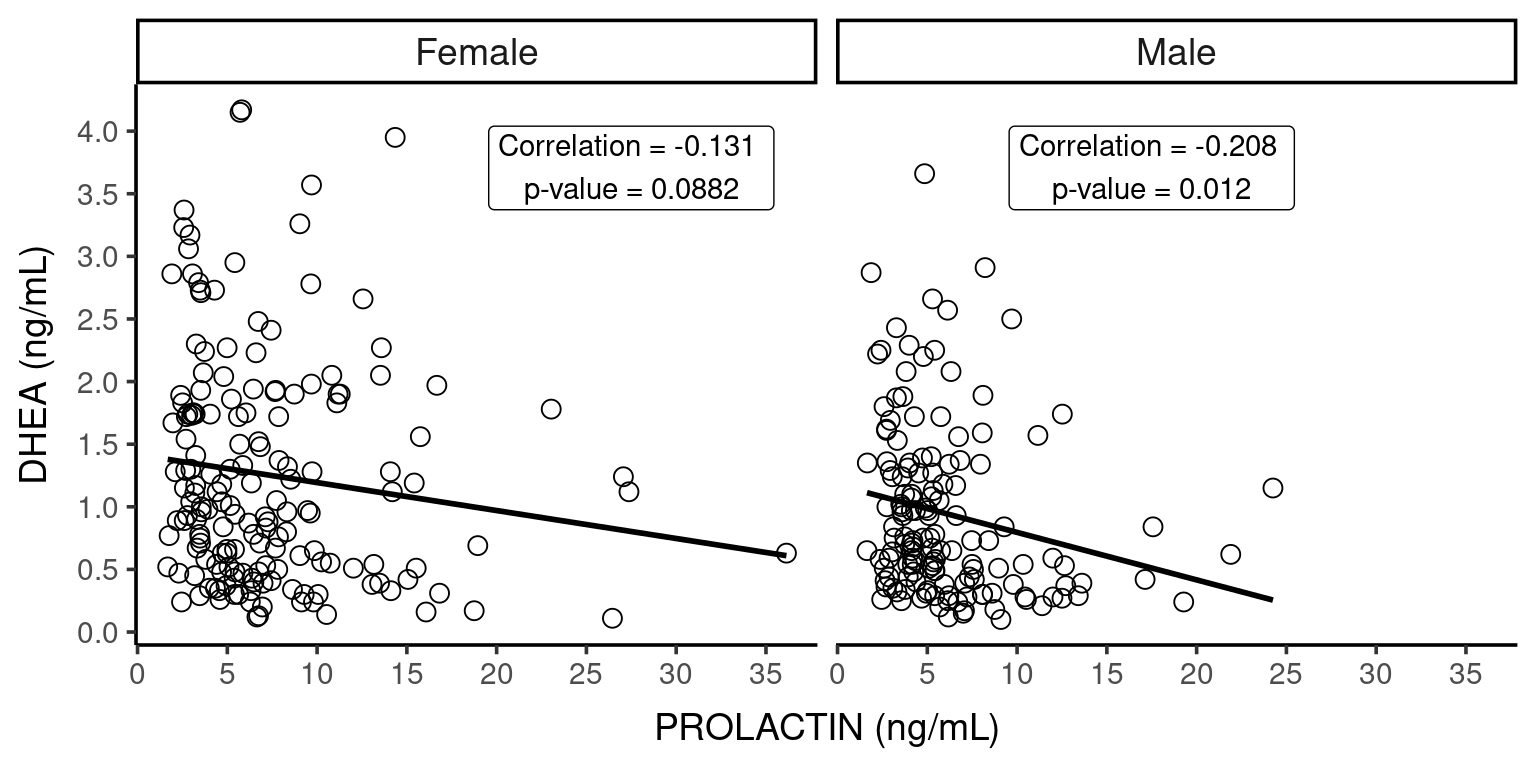 Female
Male
Correlation = -0.131
p-value = 0.0882
Correlation = -0.208
p-value = 0.012
DHEA (ng/mL)
4.0
3.5
3.0
2.5
2.0
1.5
1.0
0.5
0.0
0 5 10 15 20 25 30 35
0 5 10 15 20 25 30 35
PROLACTIN (ng/mL)